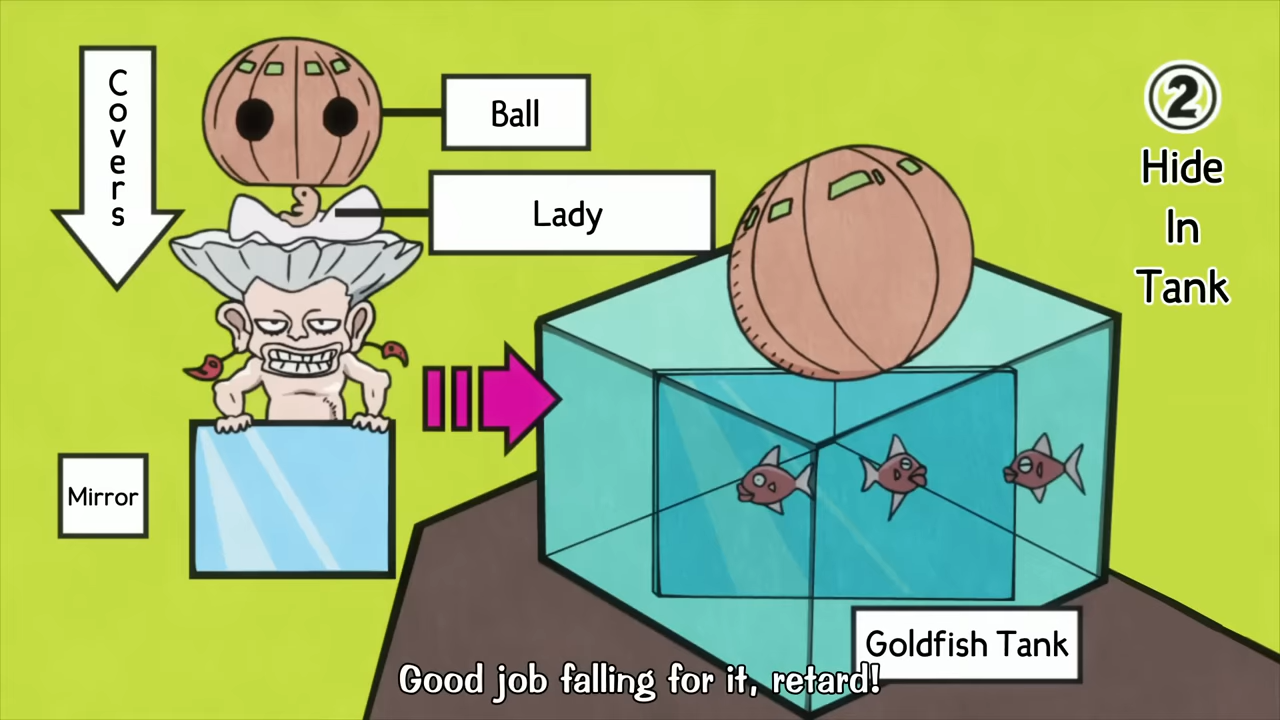 Covers
Ball
Lady
Mirror
②
Hide
In
Tank
Goldfish Tank
Good job falling for it, retard!